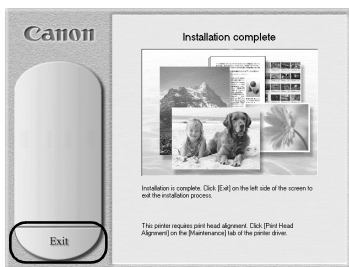 Canon
Installation complete
Installation is complete. Click [Exit] on the left side of the screen to
exit the installation process.
This printer requires print head alignment. Click [Print Head
Alignment] on the [Maintenance] tab of the printer driver.
Exit